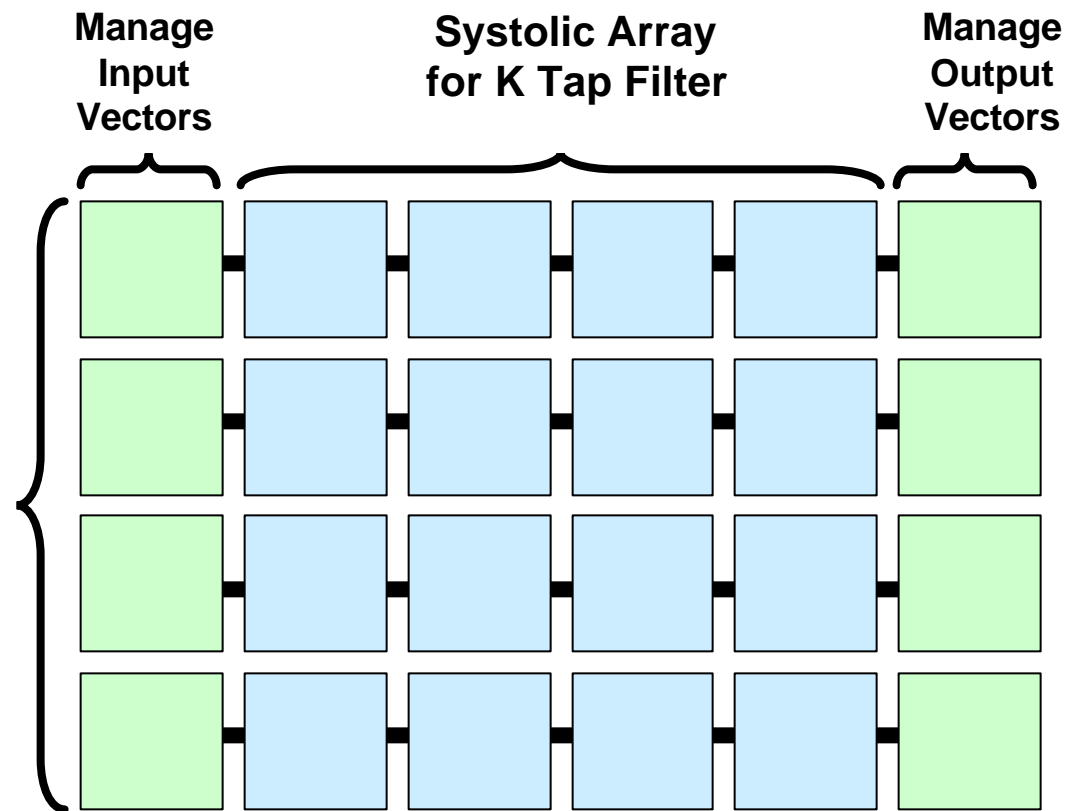 Manage
Input
Vectors
Systolic Array
for K Tap Filter
Manage
Output
Vectors